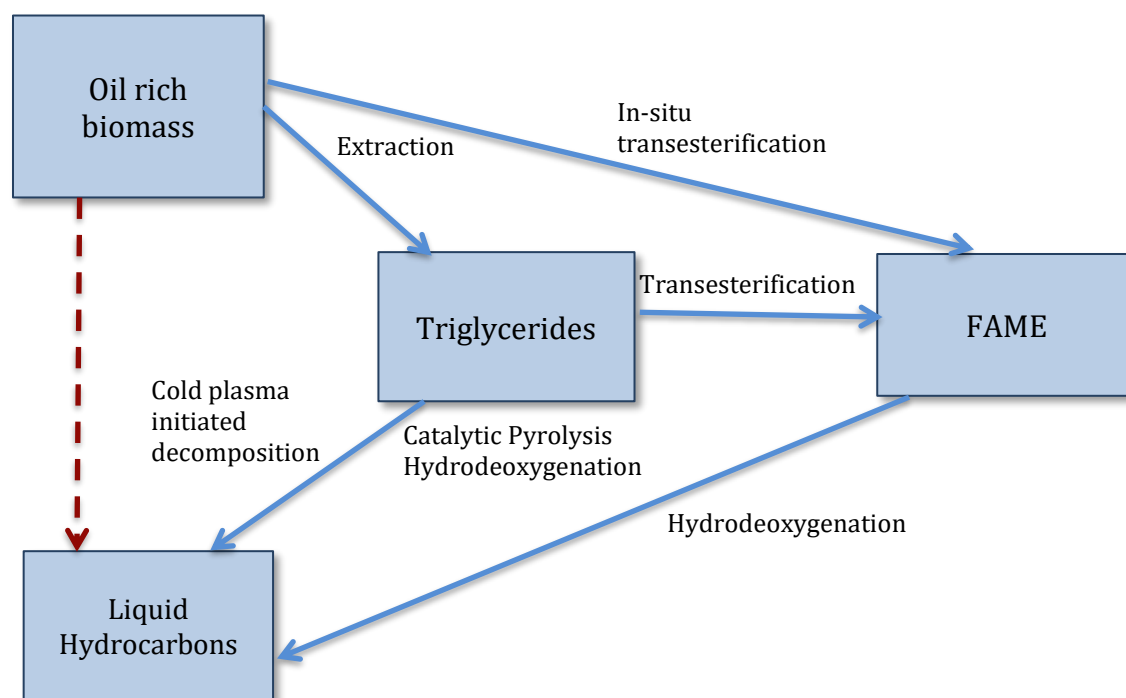 Oil rich
biomass
In-situ
transesterification
Extraction
Transesterification
Triglycerides
FAME
Cold plasma
initiated
decomposition
Catalytic Pyrolysis
Hydrodeoxygenation
Hydrodeoxygenation
Liquid
Hydrocarbons